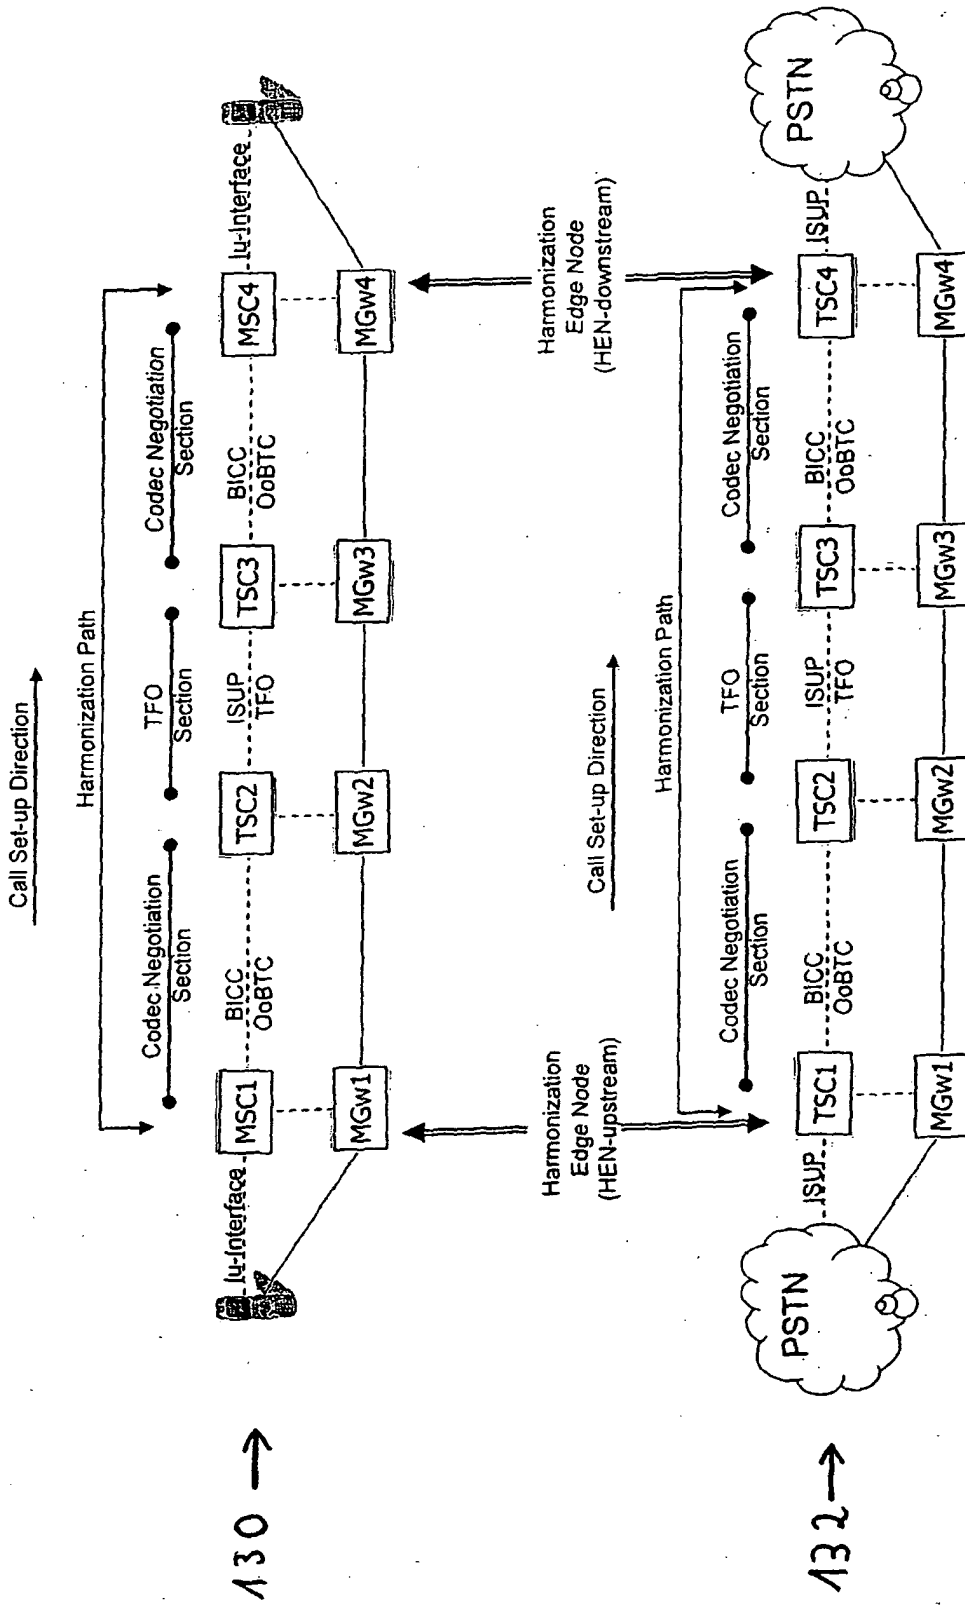 Call Set-up Direction
Harmonization Path
Codec Negotiation
Section
TFO
Section
Codec Negotiation
Section
130
Iu-Interface
MSC1
BICC
OoBTC
TSC2
ISUP
TFO
TSC3
BICC
OoBTC
MSC4
Iu-Interface
MGw1
MGw2
MGw3
MGw4
Harmonization
Edge Node
(HEN-upstream)
Harmonization
Edge Node
(HEN-downstream)
Call Set-up Direction
Harmonization Path
Codec Negotiation
Section
TFO
Section
Codec Negotiation
Section
132
PSTN
ISUP
TSC1
BICC
OoBTC
TSC2
ISUP
TFO
TSC3
BICC
OoBTC
TSC4
ISUP
PSTN
MGw1
MGw2
MGw3
MGw4